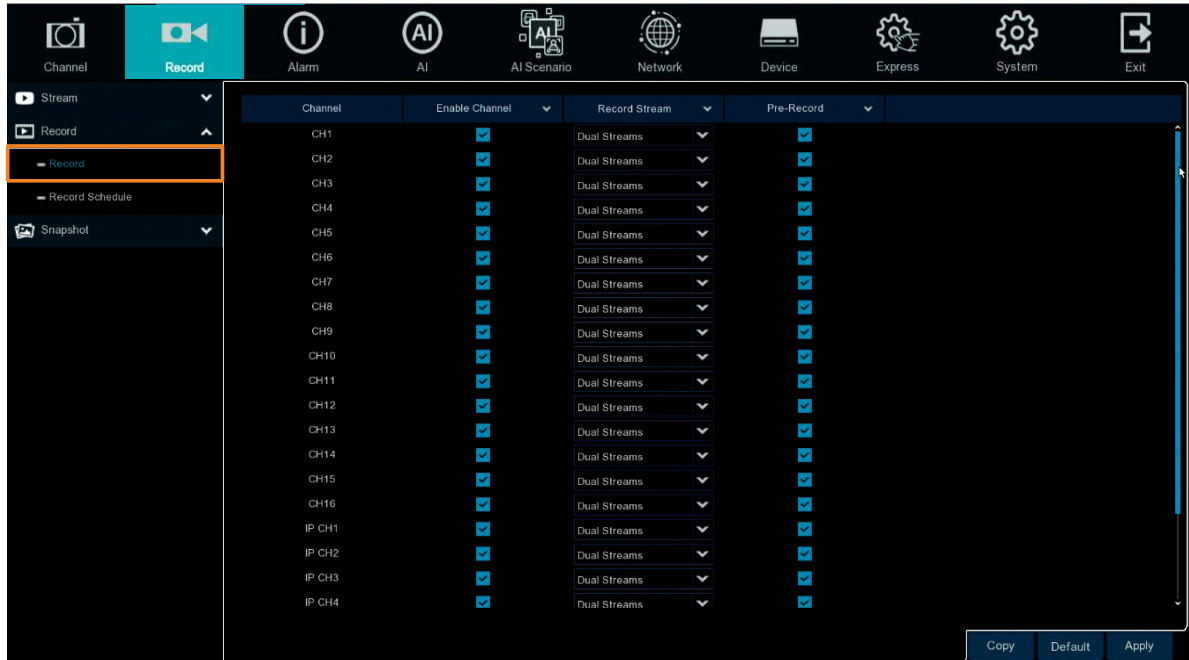 Channel Record Alarm AI AI Scenario Network Device Express System Exit
Stream
Record
Record
Record Schedule
Snapshot
Channel Enable Channel Record Stream Pre-Record
CH1 Dual Streams
CH2 Dual Streams
CH3 Dual Streams
CH4 Dual Streams
CH5 Dual Streams
CH6 Dual Streams
CH7 Dual Streams
CH8 Dual Streams
CH9 Dual Streams
CH10 Dual Streams
CH11 Dual Streams
CH12 Dual Streams
CH13 Dual Streams
CH14 Dual Streams
CH15 Dual Streams
CH16 Dual Streams
IP CH1 Dual Streams
IP CH2 Dual Streams
IP CH3 Dual Streams
IP CH4 Dual Streams
Copy Default Apply